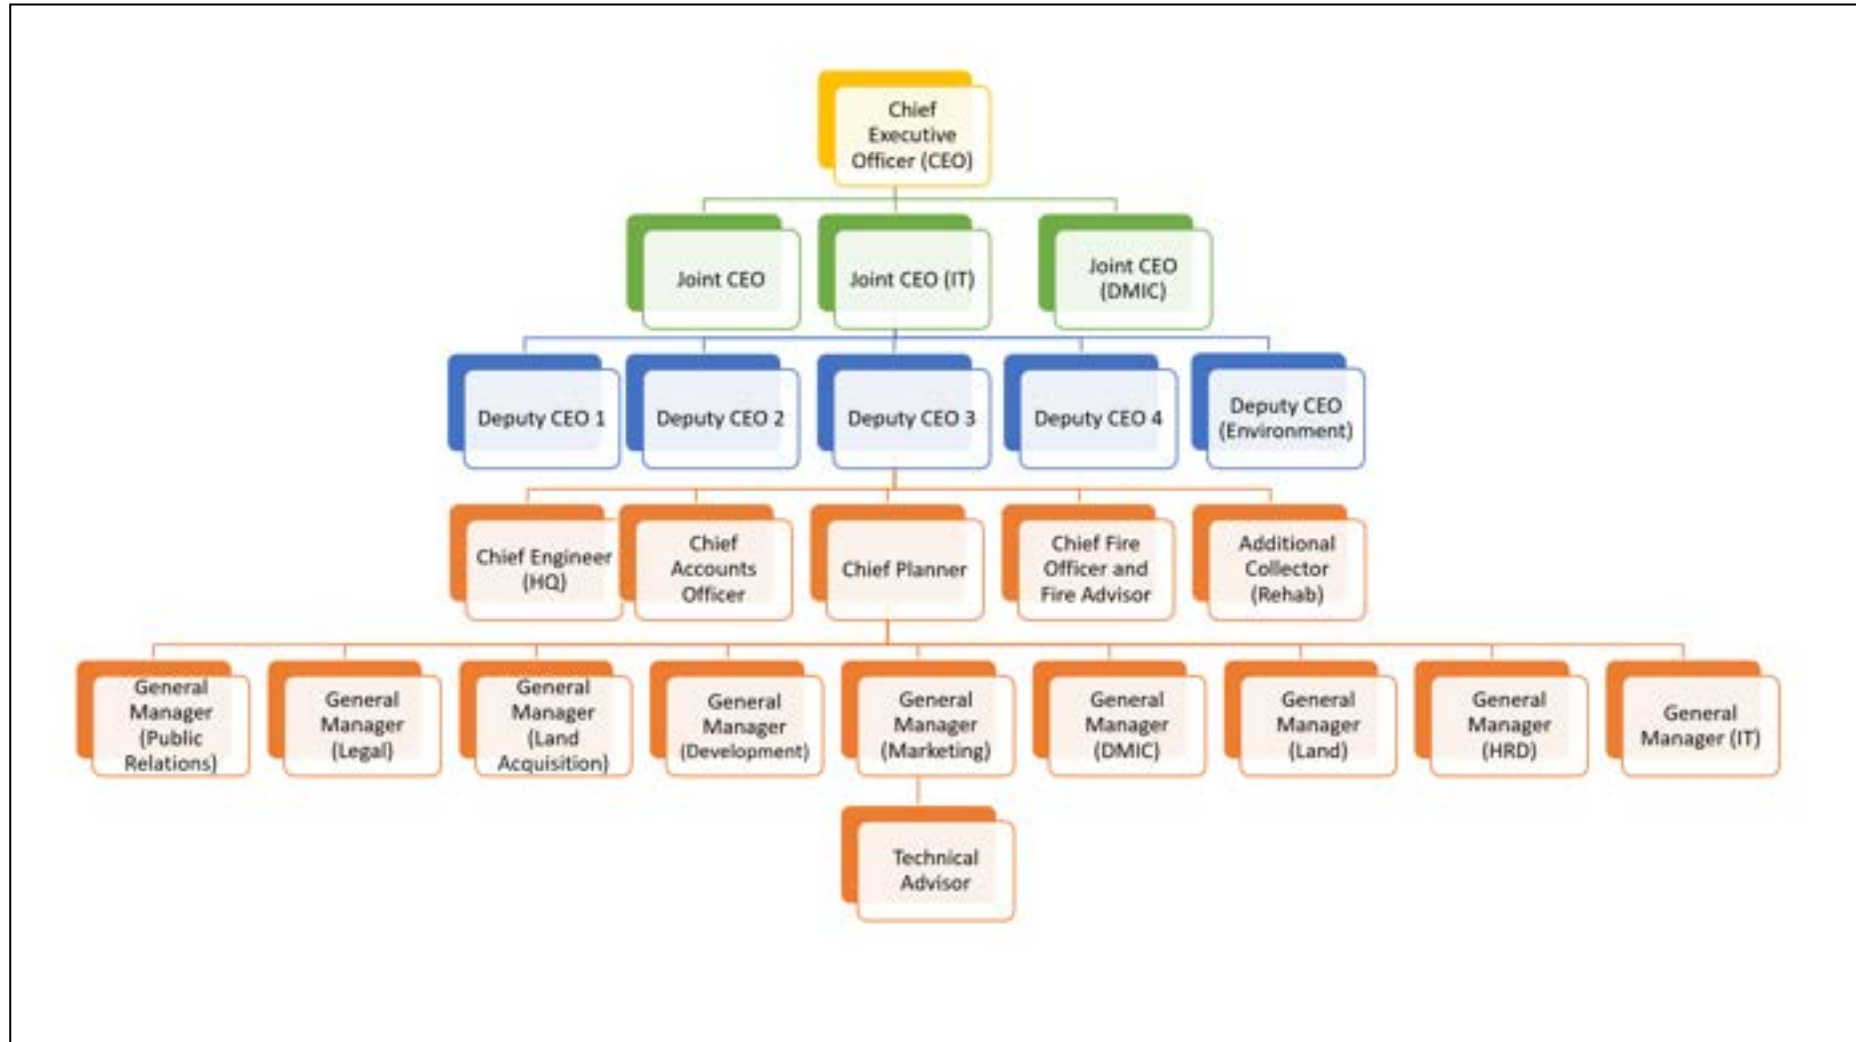 Chief
Executive
Officer (CEO)
Joint CEO
Joint CEO (IT)
Joint CEO
(DMIC)
Deputy CEO 1
Deputy CEO 2
Deputy CEO 3
Deputy CEO 4
Deputy CEO
(Environment)
Chief Engineer
(HQ)
Chief
Accounts
Officer
Chief Planner
Chief Fire
Officer and
Fire Advisor
Additional
Collector
(Rehab)
General
Manager
(Public
Relations)
General
Manager
(Legal)
General
Manager
(Land
Acquisition)
General
Manager
(Development)
General
Manager
(Marketing)
General
Manager
(DMIC)
General
Manager
(Land)
General
Manager
(HRD)
General
Manager (IT)
Technical
Advisor